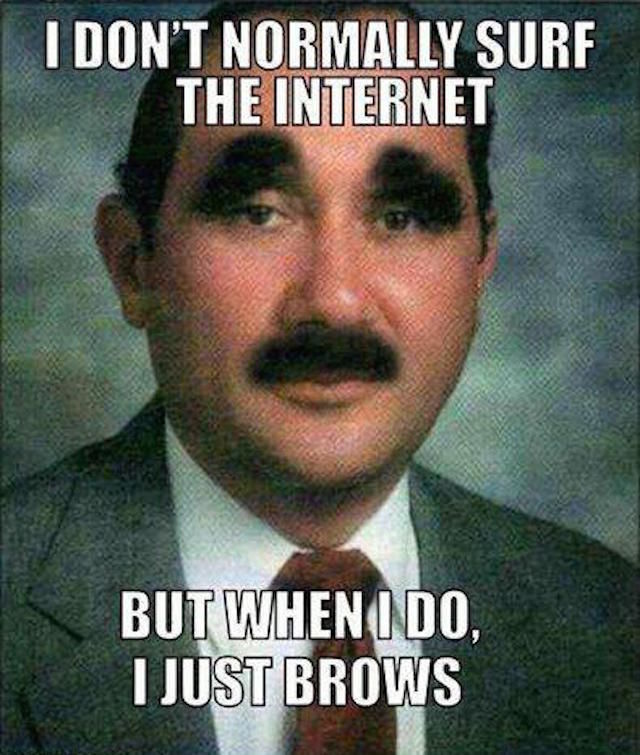 I DON'T NORMALLY SURF
THE INTERNET
BUT WHEN I DO,
I JUST BROWS